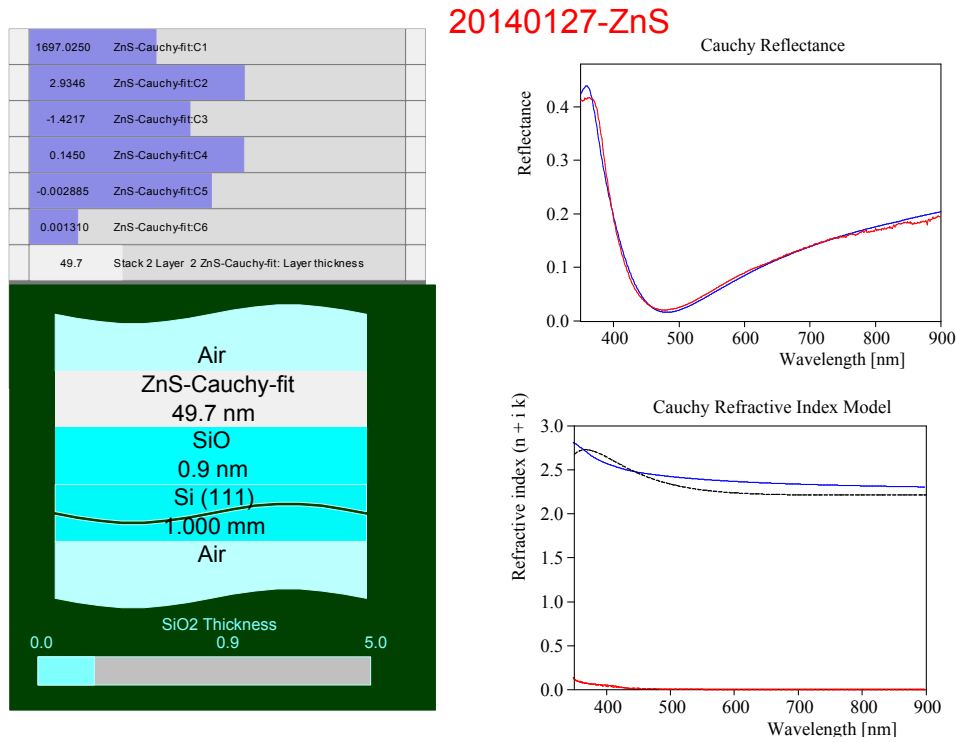 20140127-ZnS
1697.0250 ZnS-Cauchy-fit:C1
2.9346 ZnS-Cauchy-fit:C2
-1.4217 ZnS-Cauchy-fit:C3
0.1450 ZnS-Cauchy-fit:C4
-0.002885 ZnS-Cauchy-fit:C5
0.001310 ZnS-Cauchy-fit:C6
49.7 Stack 2 Layer 2 ZnS-Cauchy-fit: Layer thickness
Air
ZnS-Cauchy-fit
49.7 nm
SiO
0.9 nm
Si (111)
1.000 mm
Air
SiO2 Thickness
0.0 0.9 5.0
Cauchy Reflectance
Reflectance
0.4
0.3
0.2
0.1
0.0
400 500 600 700 800 900
Wavelength [nm]
Cauchy Refractive Index Model
Refractive index (n + i k)
3.0
2.5
2.0
1.5
1.0
0.5
0.0
400 500 600 700 800 900
Wavelength [nm]